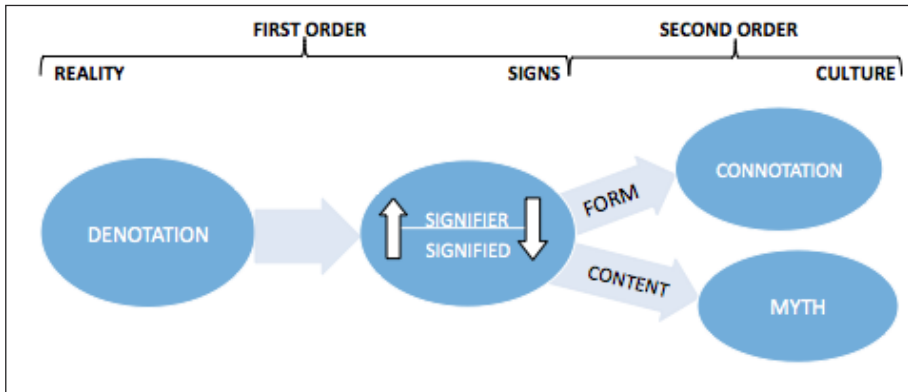 FIRST ORDER
SECOND ORDER
REALITY
SIGNS
CULTURE
CONNOTATION
FORM
SIGNIFIER
DENOTATION
SIGNIFIED
CONTENT
MYTH